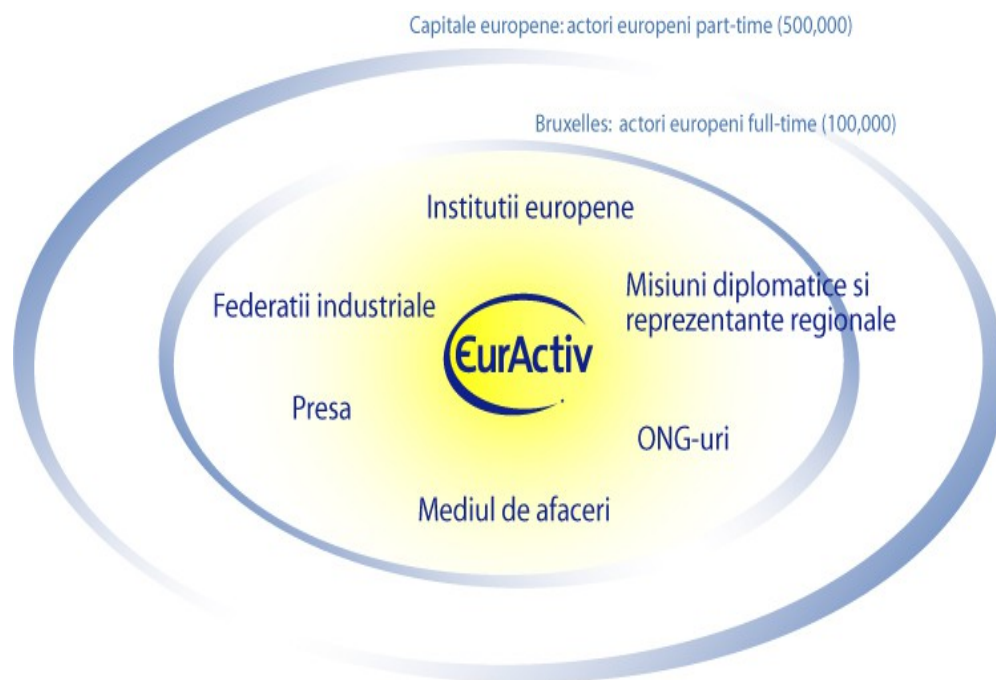 Capitale europene: actori europeni part-time (500,000)
Bruxelles: actori europeni full-time (100,000)
Institutii europene
Federatii industriale
Misiuni diplomatice si
reprezentante regionale
EurActiv
Presa
ONG-uri
Mediul de afaceri